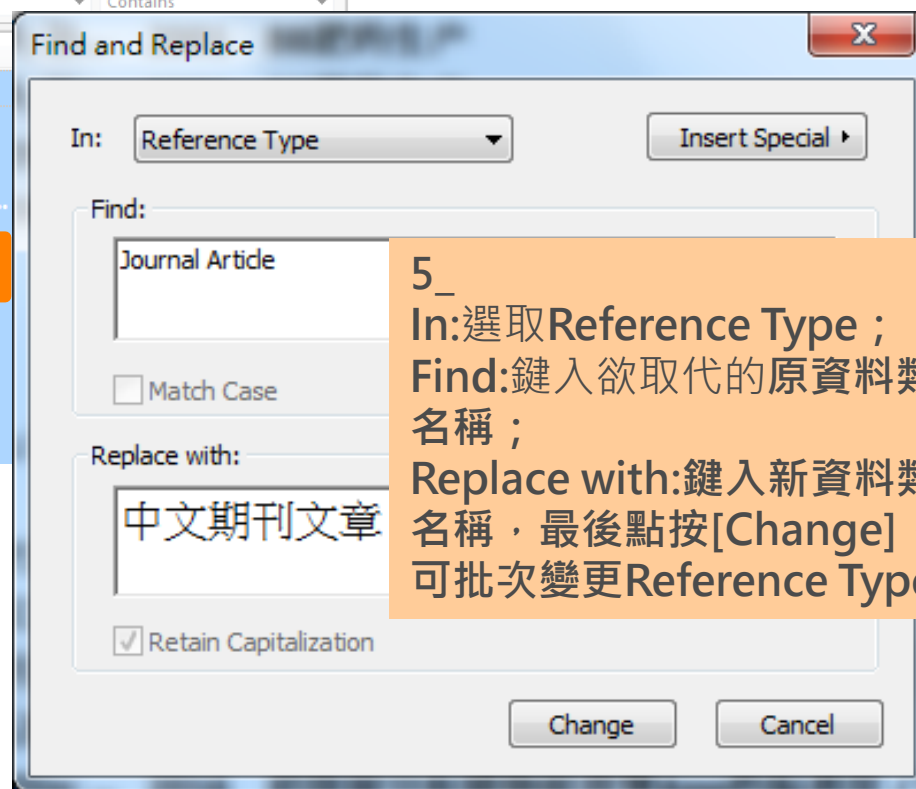 Contains
Find and Replace
In: Reference Type Insert Special
Find:
Journal Article
Match Case
Replace with:
中文期刊文章
Retain Capitalization
Change Cancel
5_
In:選取Reference Type；
Find:鍵入欲取代的原資料類
名稱；
Replace with:鍵入新資料類
名稱，最後點按[Change]
可批次變更Reference Type